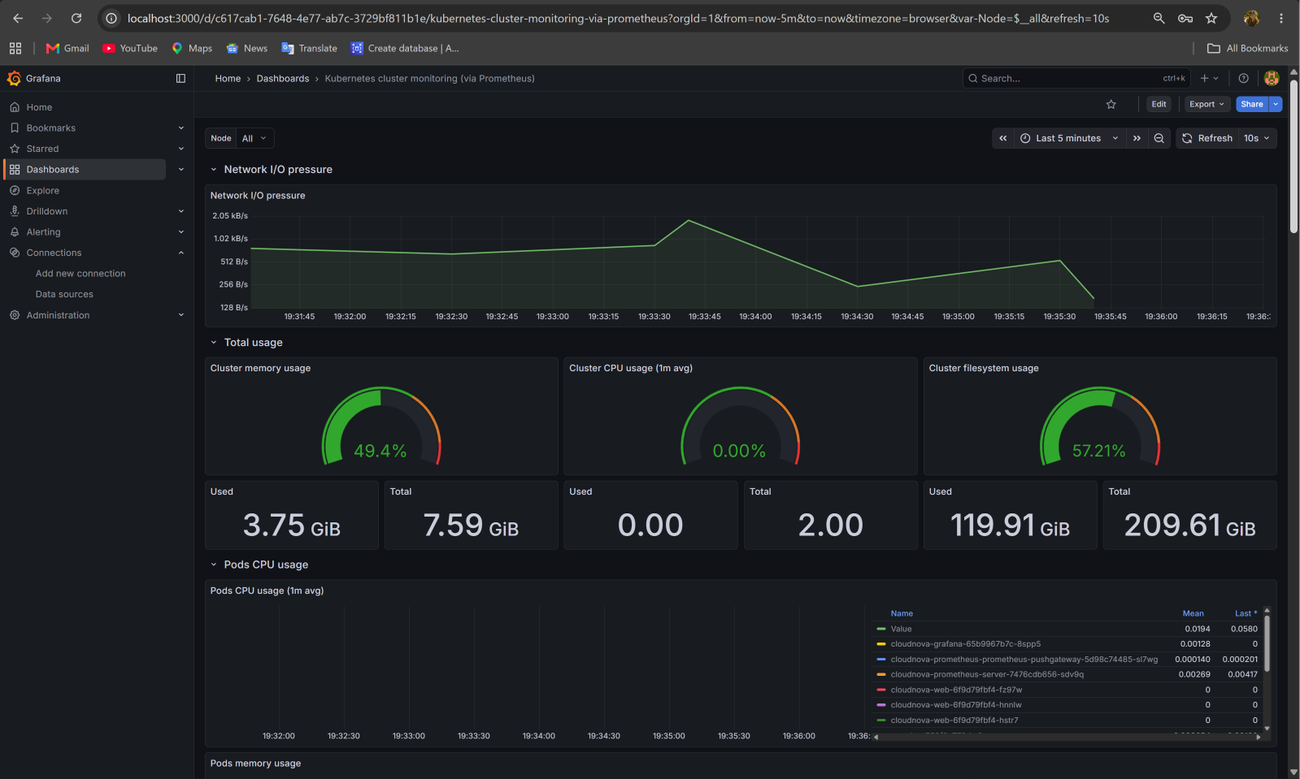 localhost:3000/d/c617cab1-7648-4e77-ab7c-3729bf811b1e/kubernetes-cluster-monitoring-via-prometheus?orgId=1&from=now-5m&to=now&timezone=browser&var-Node=$__all&refresh=10s
Gmail YouTube Maps News Translate Create database | A... All Bookmarks
Grafana Home › Dashboards › Kubernetes cluster monitoring (via Prometheus) Search... ctrl+k
Home
Bookmarks
Starred
Dashboards
Explore
Drilldown
Alerting
Connections
Add new connection
Data sources
Administration
Edit Export Share
Node All Last 5 minutes Refresh 10s
Network I/O pressure
Network I/O pressure
2.05 kB/s
1.02 kB/s
512 B/s
256 B/s
128 B/s
19:31:45 19:32:00 19:32:15 19:32:30 19:32:45 19:33:00 19:33:15 19:33:30 19:33:45 19:34:00 19:34:15 19:34:30 19:34:45 19:35:00 19:35:15 19:35:30 19:35:45 19:36:00 19:36:15 19:36:
Total usage
Cluster memory usage Cluster CPU usage (1m avg) Cluster filesystem usage
49.4% 0.00% 57.21%
Used Total Used Total Used Total
3.75 GiB 7.59 GiB 0.00 2.00 119.91 GiB 209.61 GiB
Pods CPU usage
Pods CPU usage (1m avg)
Name Mean Last *
Value 0.0194 0.0580
cloudnova-grafana-65b9967b7c-8spp5 0.00128 0
cloudnova-prometheus-prometheus-pushgateway-5d98c74485-sl7wg 0.000140 0.000201
cloudnova-prometheus-server-7476cdb656-sdv9q 0.00269 0.00417
cloudnova-web-6f9d79fbf4-fz97w 0 0
cloudnova-web-6f9d79fbf4-hnnlw 0 0
cloudnova-web-6f9d79fbf4-hstr7 0 0
19:32:00 19:32:30 19:33:00 19:33:30 19:34:00 19:34:30 19:35:00 19:35:30 19:36:00 19:36:
Pods memory usage